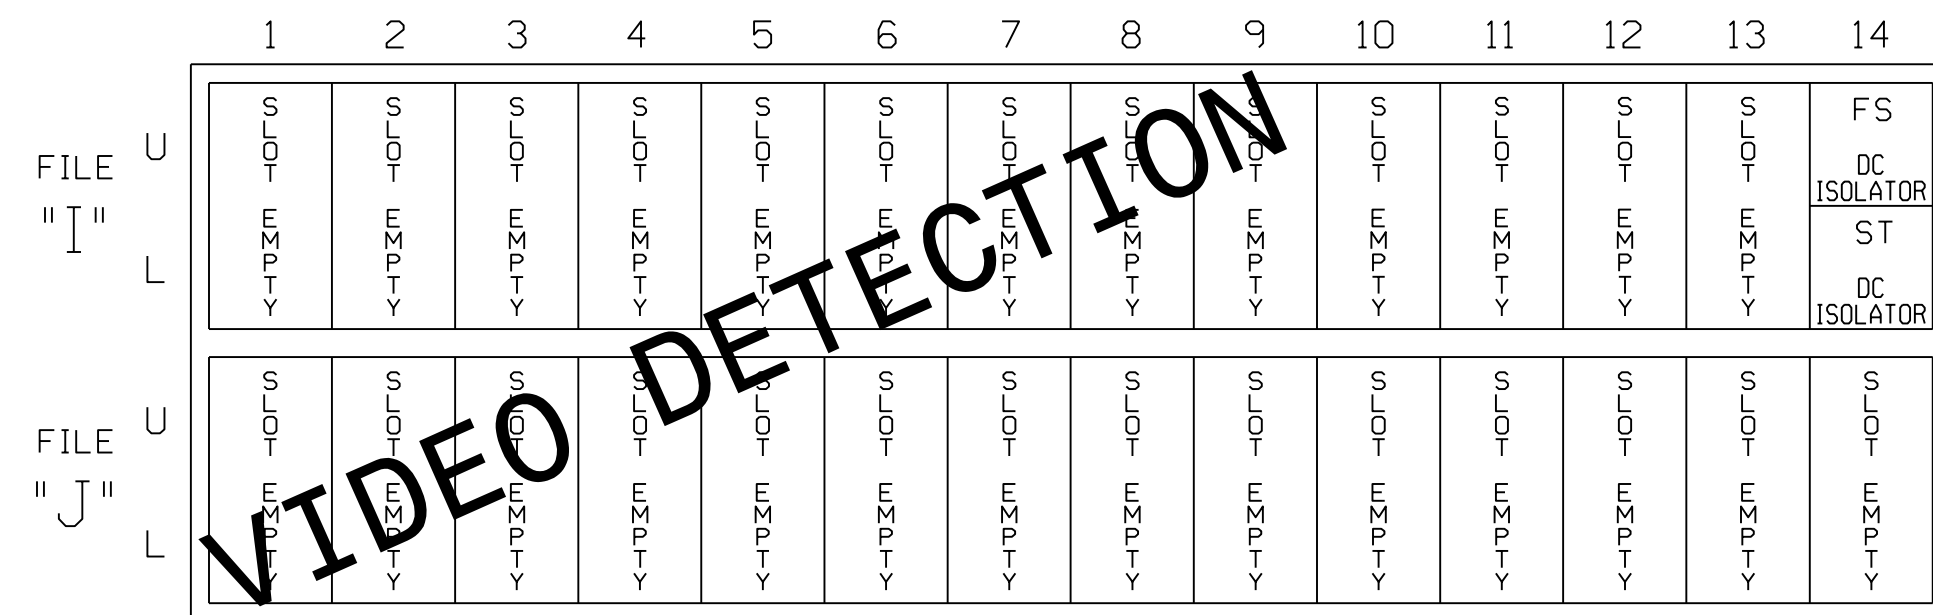 1 2 3 4 5 6 7 8 9 10 11 12 13 14
FILE "I"
U
L
SLOT EMPTY
SLOT EMPTY
SLOT EMPTY
SLOT EMPTY
SLOT EMPTY
SLOT EMPTY
SLOT EMPTY
SLOT EMPTY
SLOT EMPTY
SLOT EMPTY
SLOT EMPTY
SLOT EMPTY
SLOT EMPTY
FS
DC
ISOLATOR
ST
DC
ISOLATOR
FILE "J"
U
L
SLOT EMPTY
SLOT EMPTY
SLOT EMPTY
SLOT EMPTY
SLOT EMPTY
SLOT EMPTY
SLOT EMPTY
SLOT EMPTY
SLOT EMPTY
SLOT EMPTY
SLOT EMPTY
SLOT EMPTY
SLOT EMPTY
SLOT EMPTY
VIDEO DETECTION